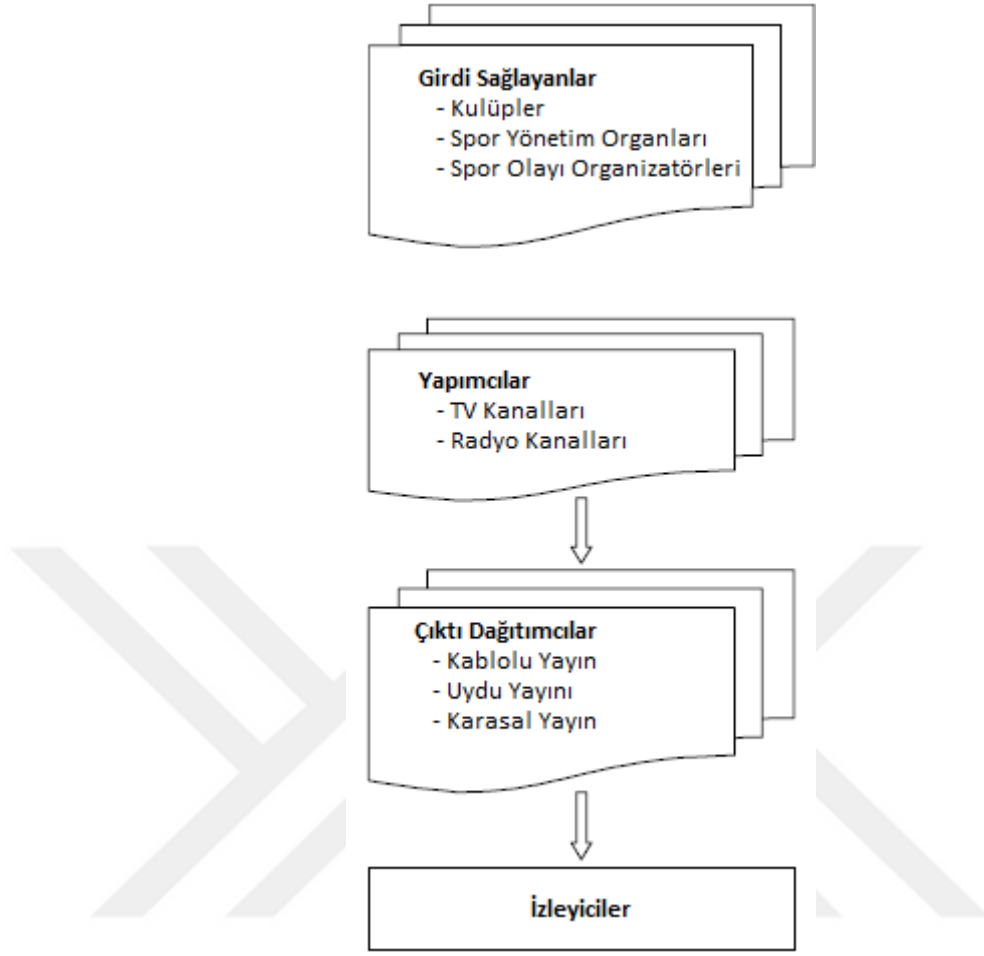 Girdi Sağlayanlar
- Kulüpler
- Spor Yönetim Organları
- Spor Olayı Organizatörleri
Yapımcılar
- TV Kanalları
- Radyo Kanalları
Çıktı Dağıtımcılar
- Kablolu Yayın
- Uydu Yayını
- Karasal Yayın
İzleyiciler